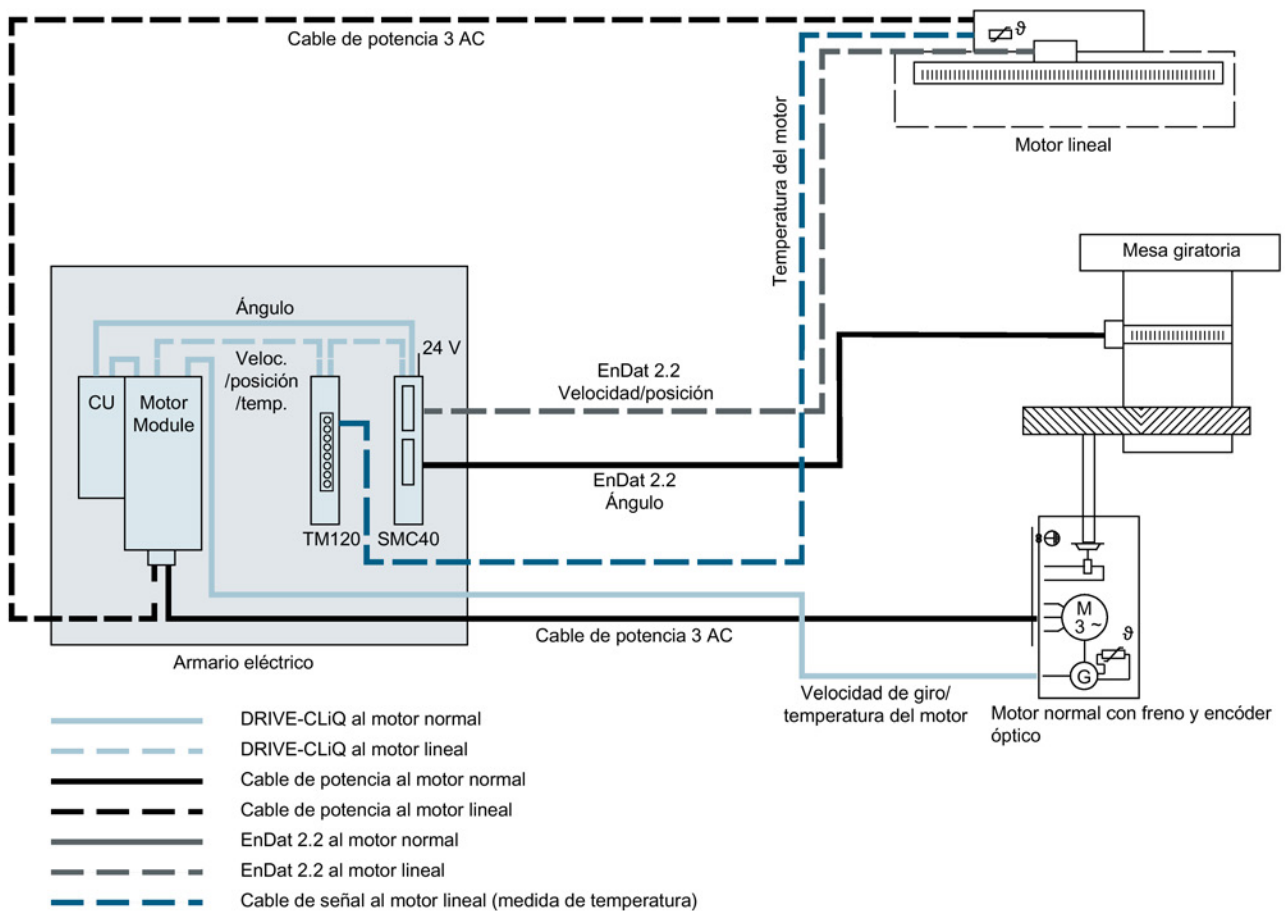 Cable de potencia 3 AC
ϑ
Motor lineal
Temperatura del motor
Mesa giratoria
Ángulo
24 V
Veloc.
/posición
/temp.
CU
Motor
Module
EnDat 2.2
Velocidad/posición
EnDat 2.2
Ángulo
TM120
SMC40
M
3 ~
ϑ
G
Cable de potencia 3 AC
Armario eléctrico
Velocidad de giro/
temperatura del motor
Motor normal con freno y encóder
óptico
DRIVE-CLiQ al motor normal
DRIVE-CLiQ al motor lineal
Cable de potencia al motor normal
Cable de potencia al motor lineal
EnDat 2.2 al motor normal
EnDat 2.2 al motor lineal
Cable de señal al motor lineal (medida de temperatura)